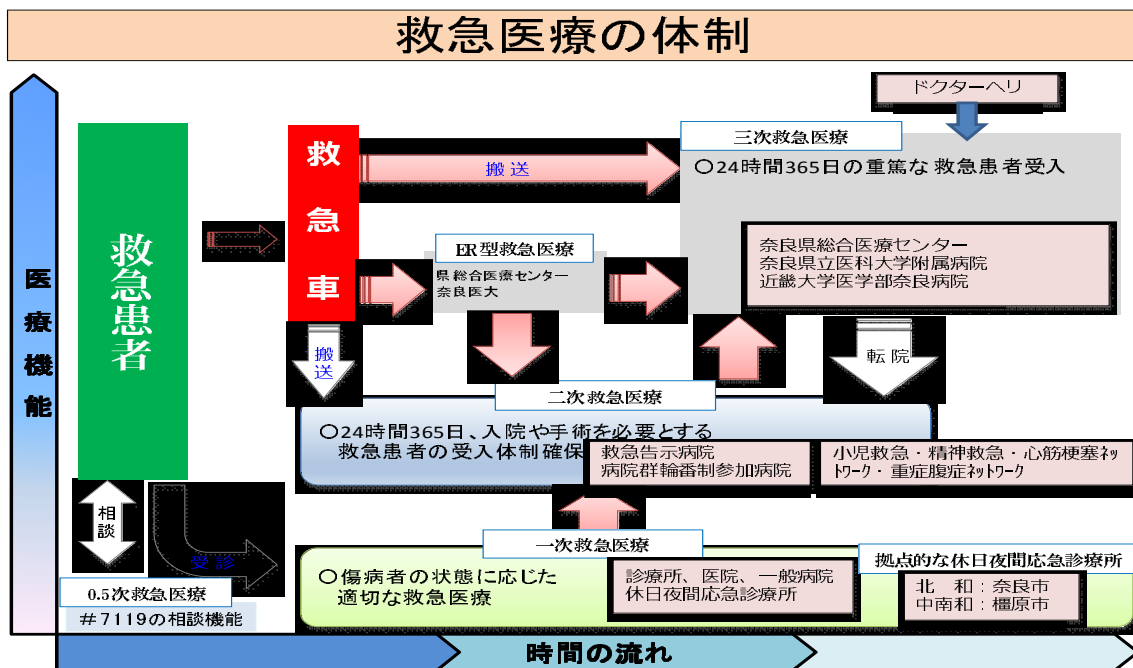 救急医療の体制
ドクターヘリ
医療機能
救急患者
救急車
搬送
三次救急医療
〇24時間365日の重篤な救急患者受入
奈良県総合医療センター
奈良県立医科大学附属病院
近畿大学医学部奈良病院
ER型救急医療
県総合医療センター
奈良医大
搬送
転院
二次救急医療
〇24時間365日、入院や手術を必要とする
救急患者の受入体制確保
救急告示病院
病院群輪番制参加病院
小児救急・精神救急・心筋梗塞ネッ
トワーク・重症腹症ネットワーク
相談
受診
一次救急医療
〇傷病者の状態に応じた
適切な救急医療
診療所、医院、一般病院
休日夜間応急診療所
拠点的な休日夜間応急診療所
北 和：奈良市
中南和：橿原市
0.5次救急医療
＃7119の相談機能
時間の流れ